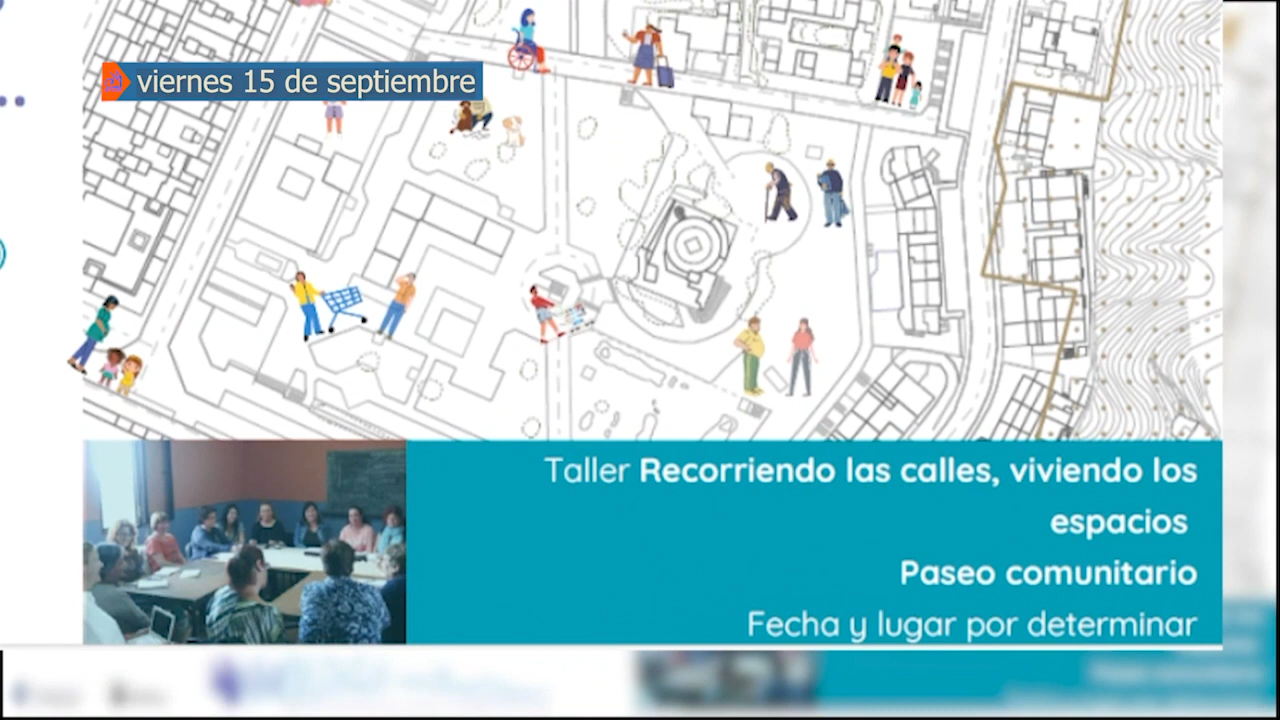 viernes 15 de septiembre
Taller Recorriendo las calles, viviendo los
espacios
Paseo comunitario
Fecha y lugar por determinar